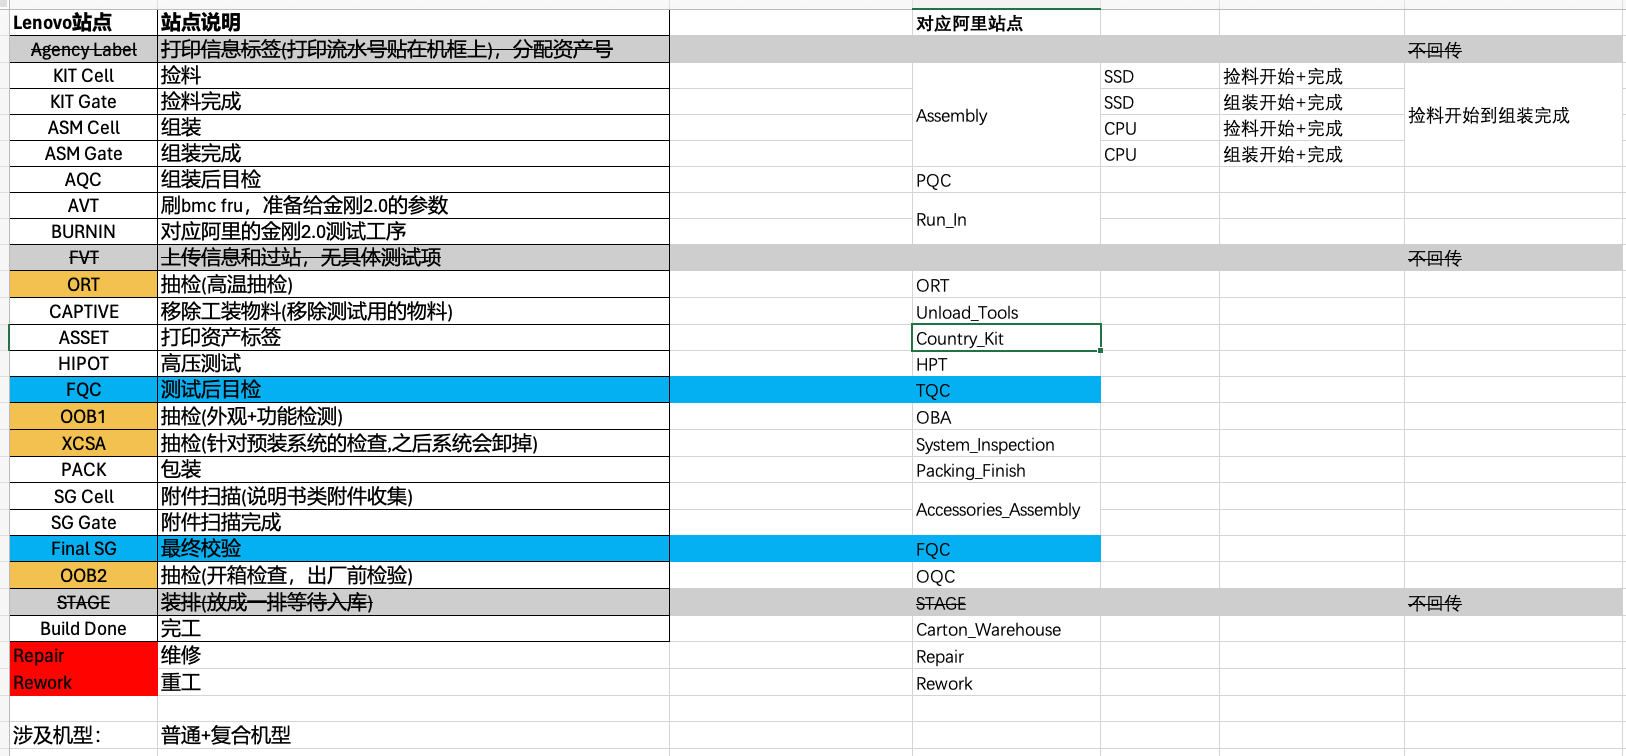 Lenovo站点 站点说明 对应阿里站点
Agency Label 打印信息标签(打印流水号贴在机框上)，分配资产号 不回传
KIT Cell 捡料 SSD 捡料开始+完成
KIT Gate 捡料完成 SSD 组装开始+完成
Assembly 捡料开始到组装完成
ASM Cell 组装 CPU 捡料开始+完成
ASM Gate 组装完成 CPU 组装开始+完成
AQC 组装后目检 PQC
AVT 刷bmc fru，准备给金刚2.0的参数
Run_In
BURNIN 对应阿里的金刚2.0测试工序
FVT 上传信息和过站，无具体测试项 不回传
ORT 抽检(高温抽检) ORT
CAPTIVE 移除工装物料(移除测试用的物料) Unload_Tools
ASSET 打印资产标签 Country_Kit
HIPOT 高压测试 HPT
FQC 测试后目检 TQC
OOB1 抽检(外观+功能检测) OBA
XCSA 抽检(针对预装系统的检查,之后系统会卸掉) System_Inspection
PACK 包装 Packing_Finish
SG Cell 附件扫描(说明书类附件收集)
Accessories_Assembly
SG Gate 附件扫描完成
Final SG 最终校验 FQC
OOB2 抽检(开箱检查，出厂前检验) OQC
STAGE 装排(放成一排等待入库) STAGE 不回传
Build Done 完工 Carton_Warehouse
Repair 维修 Repair
Rework 重工 Rework
涉及机型： 普通+复合机型